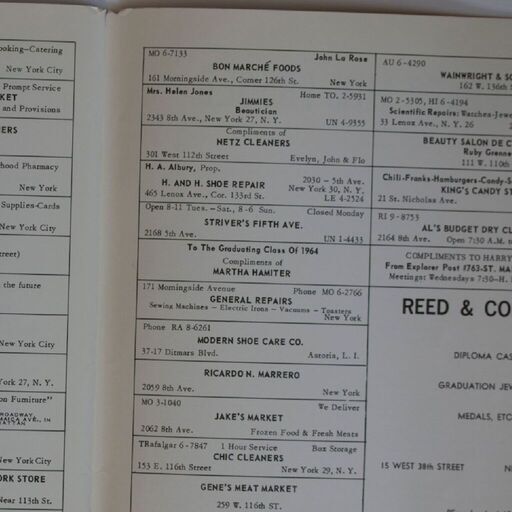 ooking-Catering
New York City
Prompt Service
KET
and Provisions
ERS
hood Pharmacy
New York
Supplies-Cards
New York City
treet)
the future
New York City
York 27, N. Y.
on Furniture"
ROADWAY
MAICA AVE., IN
HATTAN
New York City
ORK STORE
Near 113th St.
MO 6-7133
John La Rose
BON MARCHÉ FOODS
161 Morningside Ave., Corner 126th St. New York
Mrs. Helen Jones Home TO. 2-5931
JIMMIES
Beautician
2343 8th Ave., New York 27, N. Y. UN 4-9355
Compliments of
NETZ CLEANERS
301 West 112th Street Evelyn, John & Flo
H. A. Albury, Prop.
2030 - 5th Ave.
H. AND H. SHOE REPAIR New York 30, N. Y.
465 Lenox Ave., Cor. 133rd St. LE 4-2524
Open 8-11 Tues.-Sat., 8-6 Sun. Closed Monday
STRIVER'S FIFTH AVE.
2168 5th Ave. UN 1-4433
To The Graduating Class Of 1964
Compliments of
MARTHA HAMITER
171 Morningside Avenue Phone MO 6-2766
GENERAL REPAIRS
Sewing Machines - Electric Irons - Vacuums - Toasters
New York
Phone RA 8-6261
MODERN SHOE CARE CO.
37-17 Ditmars Blvd. Astoria, L. I.
RICARDO N. MARRERO
2059 8th Ave. New York
MO 3-1040 We Deliver
JAKE'S MARKET
2062 8th Ave. Frozen Food & Fresh Meats
TRafalgar 6-7847 1 Hour Service Box Storage
CHIC CLEANERS
153 E. 116th Street New York 29, N. Y.
GENE'S MEAT MARKET
259 W. 116th ST.
AU 6-4290
WAINWRIGHT & SO
162 W. 136th S
MO 2-5305, HI 6-4194
Scientific Repairs: Watches-Jewe
33 Lenox Ave., N. Y. 26
BEAUTY SALON DE C
Ruby Grenne
111 W. 110th
Chili-Franks-Hamburgers-Candy-S
KING'S CANDY ST
21 St. Nicholas Ave.
RI 9-8753
AL'S BUDGET DRY CL
2164 8th Ave. Open 7:30 A.M. to
COMPLIMENTS TO HARRY
From Explorer Post #763-ST. MA
Meetings: Wednesdays 7:30-H
REED & CO
DIPLOMA CAS
GRADUATION JEW
MEDALS, ETC
15 WEST 38th STREET N